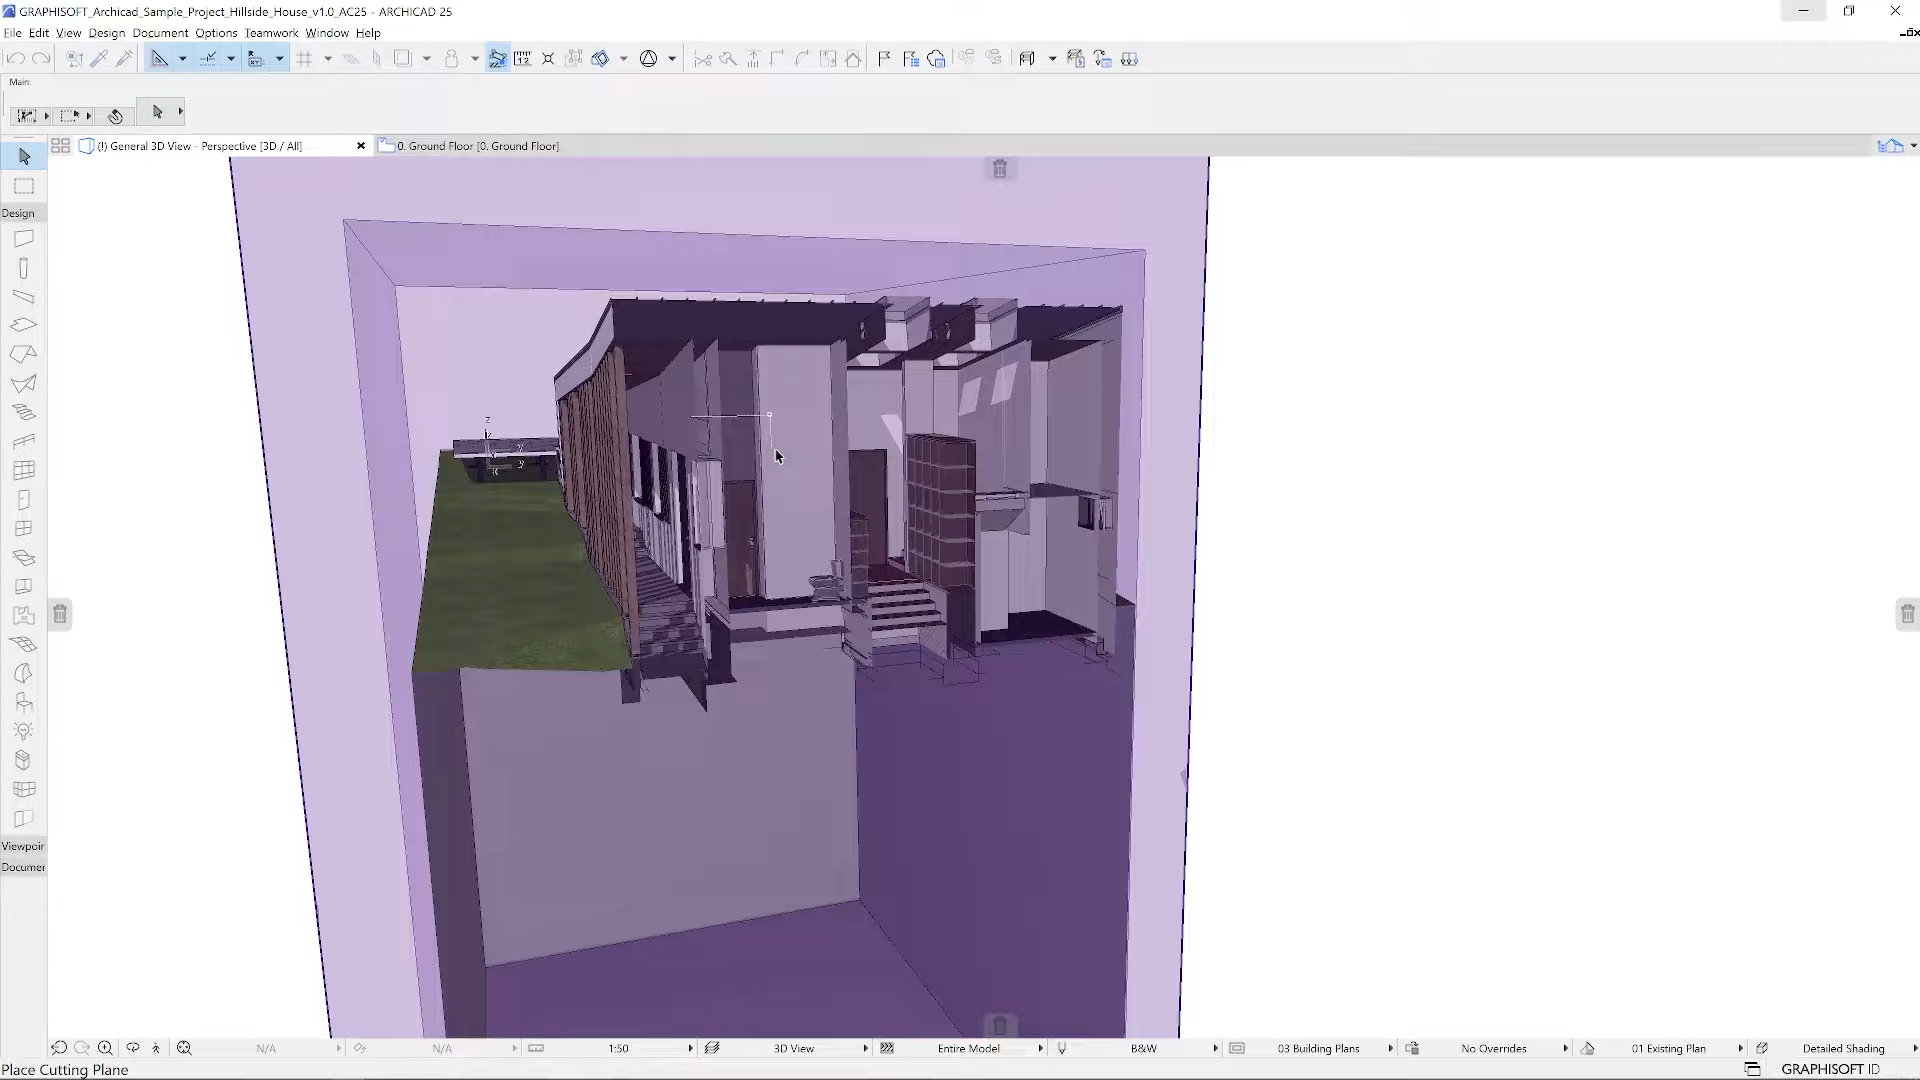 GRAPHISOFT_Archicad_Sample_Project_Hillside_House_v1.0_AC25 - ARCHICAD 25
File Edit View Design Document Options Teamwork Window Help
Main:
(!) General 3D View - Perspective [3D / All]
0. Ground Floor [0. Ground Floor]
Design
Viewpoir
Documer
z
N/A
N/A
1:50
3D View
Entire Model
B&W
03 Building Plans
No Overrides
01 Existing Plan
Detailed Shading
Place Cutting Plane
GRAPHISOFT ID